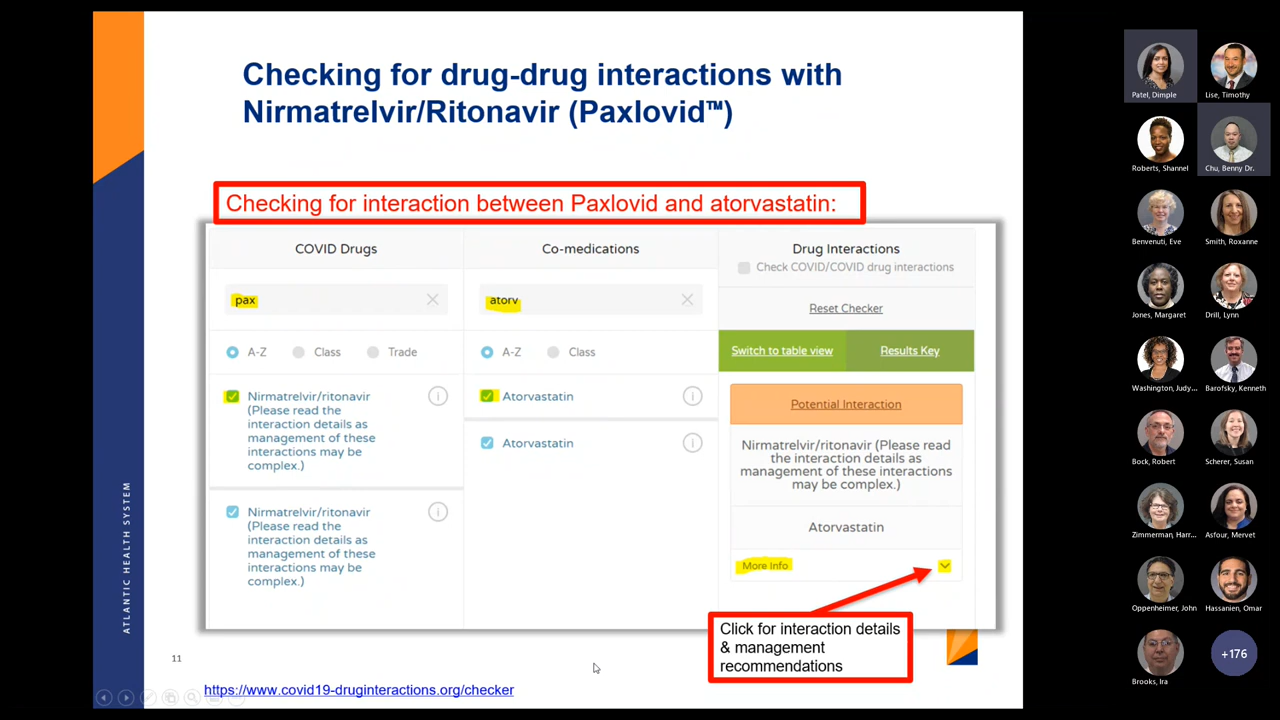 Checking for drug-drug interactions with
Nirmatrelvir/Ritonavir (Paxlovid™)
Checking for interaction between Paxlovid and atorvastatin:
COVID Drugs
pax
A-Z
Class
Trade
Nirmatrelvir/ritonavir
(Please read the
interaction details as
management of these
interactions may be
complex.)
Nirmatrelvir/ritonavir
(Please read the
interaction details as
management of these
interactions may be
complex.)
Co-medications
atorv
A-Z
Class
Atorvastatin
Atorvastatin
Drug Interactions
Check COVID/COVID drug interactions
Reset Checker
Switch to table view
Results Key
Potential Interaction
Nirmatrelvir/ritonavir (Please read
the interaction details as
management of these interactions
may be complex.)
Atorvastatin
More Info
Click for interaction details
& management
recommendations
ATLANTIC HEALTH SYSTEM
11
https://www.covid19-druginteractions.org/checker
Patel, Dimple
Lise, Timothy
Roberts, Shannel
Chu, Benny Dr.
Benvenuti, Eve
Smith, Roxanne
Jones, Margaret
Drill, Lynn
Washington, Judy...
Barofsky, Kenneth
Bock, Robert
Scherer, Susan
Zimmerman, Harr...
Asfour, Mervet
Oppenheimer, John
Hassanien, Omar
Brooks, Ira
+176